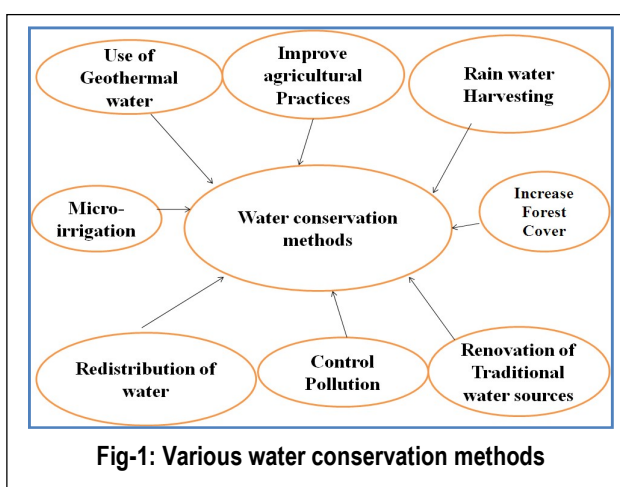 Use of
Geothermal
water
Improve
agricultural
Practices
Rain water
Harvesting
Micro-
irrigation
Water conservation
methods
Increase
Forest
Cover
Redistribution of
water
Control
Pollution
Renovation of
Traditional
water sources
Fig-1: Various water conservation methods